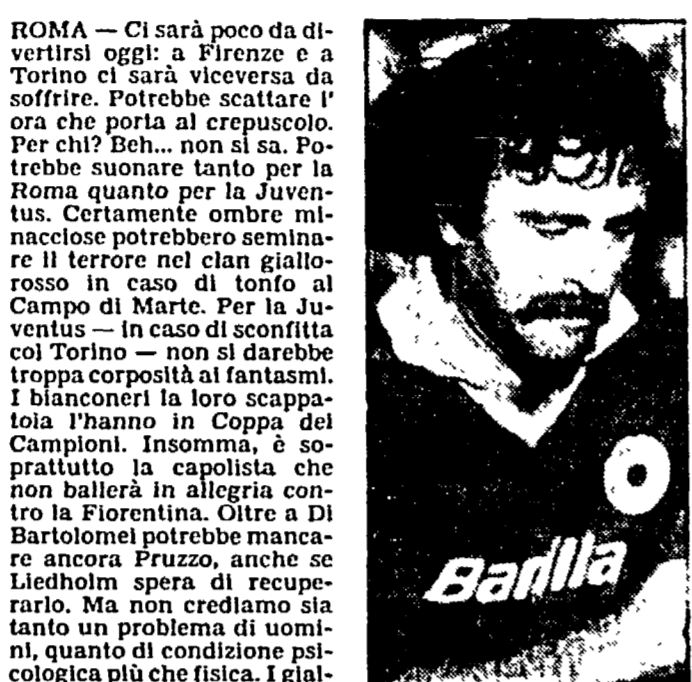 ROMA — Ci sarà poco da di-
vertirsi oggi: a Firenze e a
Torino ci sarà viceversa da
soffrire. Potrebbe scattare l'
ora che porta al crepuscolo.
Per chi? Beh... non si sa. Po-
trebbe suonare tanto per la
Roma quanto per la Juven-
tus. Certamente ombre mi-
nacciose potrebbero semina-
re il terrore nel clan giallo-
rosso in caso di tonfo al
Campo di Marte. Per la Ju-
ventus — in caso di sconfitta
col Torino — non si darebbe
troppa corposità ai fantasmi.
I bianconeri la loro scappa-
toia l'hanno in Coppa dei
Campioni. Insomma, è so-
prattutto la capolista che
non ballerà in allegria con-
tro la Fiorentina. Oltre a Di
Bartolomei potrebbe manca-
re ancora Pruzzo, anche se
Liedholm spera di recupe-
rarlo. Ma non crediamo sia
tanto un problema di uomi-
ni, quanto di condizione psi-
cologica più che fisica. I gial-
Barilla